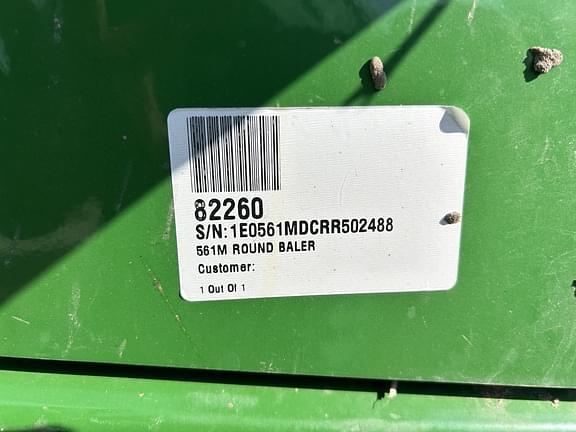 82260
S/N:1E0561MDCRR502488
561M ROUND BALER
Customer:
1 Out Of 1